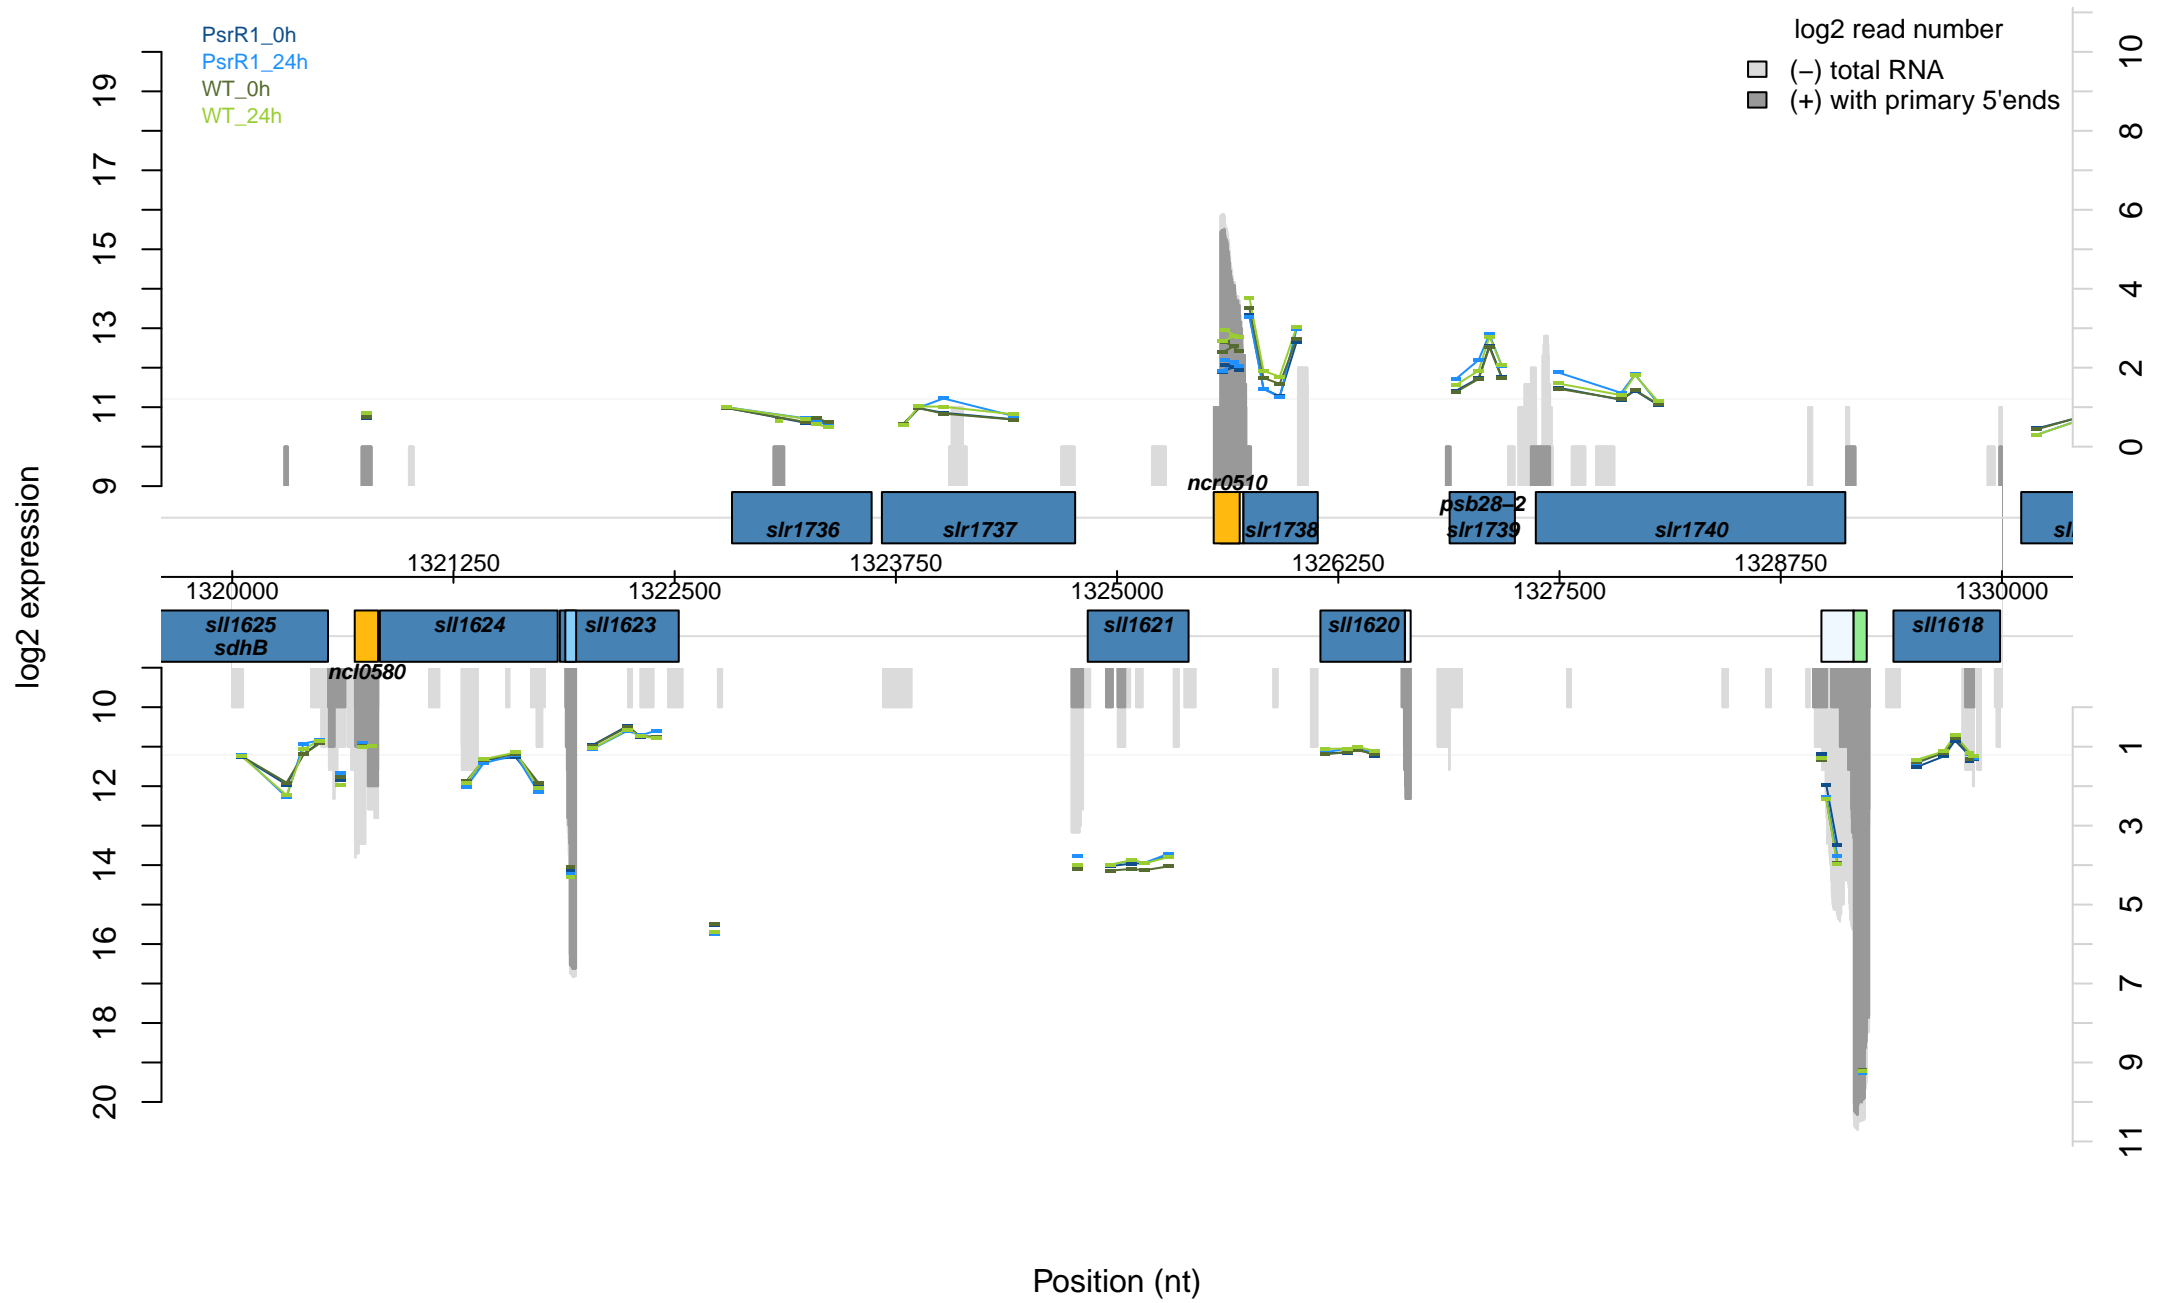 PsrR1_0h
PsrR1_24h
WT_0h
WT_24h
log2 read number
(−) total RNA
(+) with primary 5'ends
19
17
15
13
11
9
10
8
6
4
2
0
ncr0510
psb28−2
slr1736
slr1737
slr1738
slr1739
slr1740
sl
1321250
1323750
1326250
1328750
1320000
1322500
1325000
1327500
1330000
sll1625
sdhB
sll1624
sll1623
sll1621
sll1620
sll1618
ncl0580
10
12
14
16
18
20
1
3
5
7
9
11
log2 expression
Position (nt)